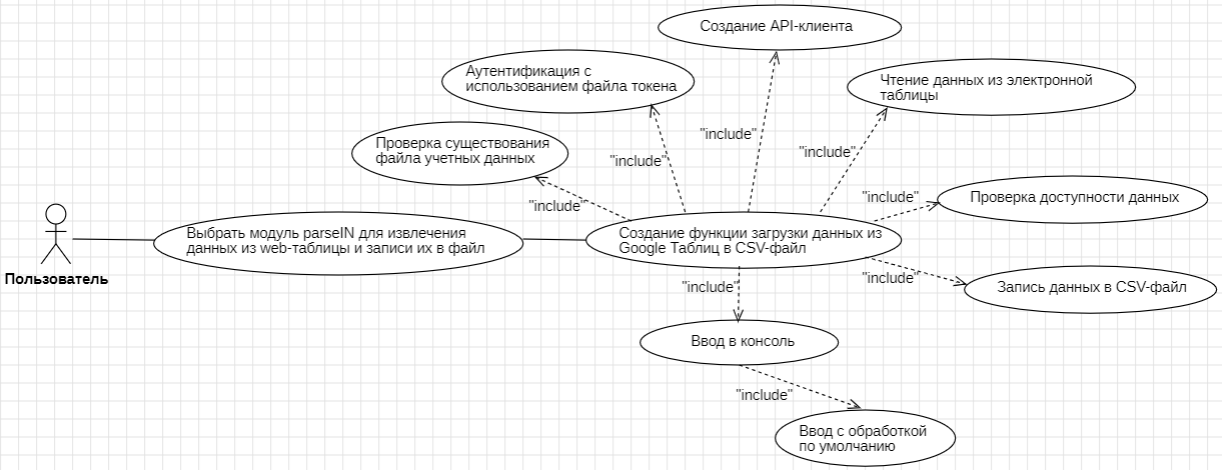 Создание API-клиента
Аутентификация с
использованием файла токена
Чтение данных из электронной
таблицы
"include"
Проверка существования
файла учетных данных
"include"
"include"
"include"
"include"
Проверка доступности данных
Пользователь
Выбрать модуль parseIN для извлечения
данных из web-таблицы и записи их в файл
Создание функции загрузки данных из
Google Таблиц в CSV-файл
"include"
"include"
Запись данных в CSV-файл
Ввод в консоль
"include"
Ввод с обработкой
по умолчанию